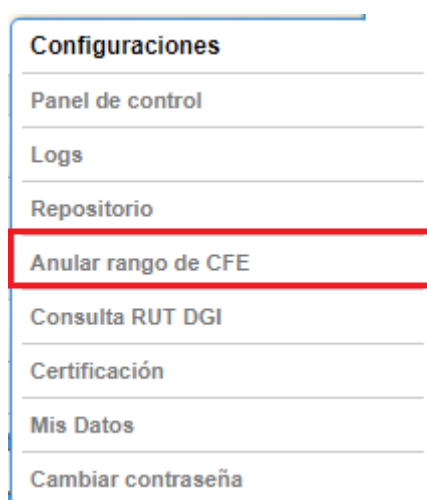 Configuraciones
Panel de control
Logs
Repositorio
Anular rango de CFE
Consulta RUT DGI
Certificación
Mis Datos
Cambiar contraseña